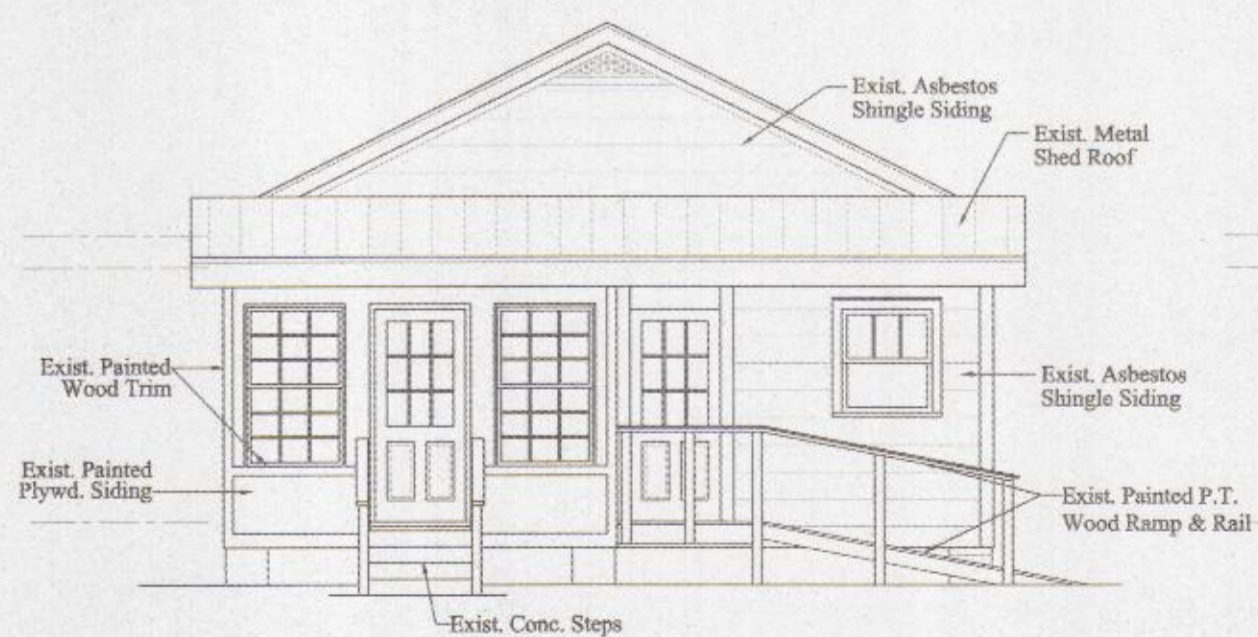 Exist. Asbestos
Shingle Siding
Exist. Metal
Shed Roof
Exist. Painted
Wood Trim
Exist. Asbestos
Shingle Siding
Exist. Painted
Plywd. Siding
Exist. Painted P.T.
Wood Ramp & Rail
Exist. Conc. Steps